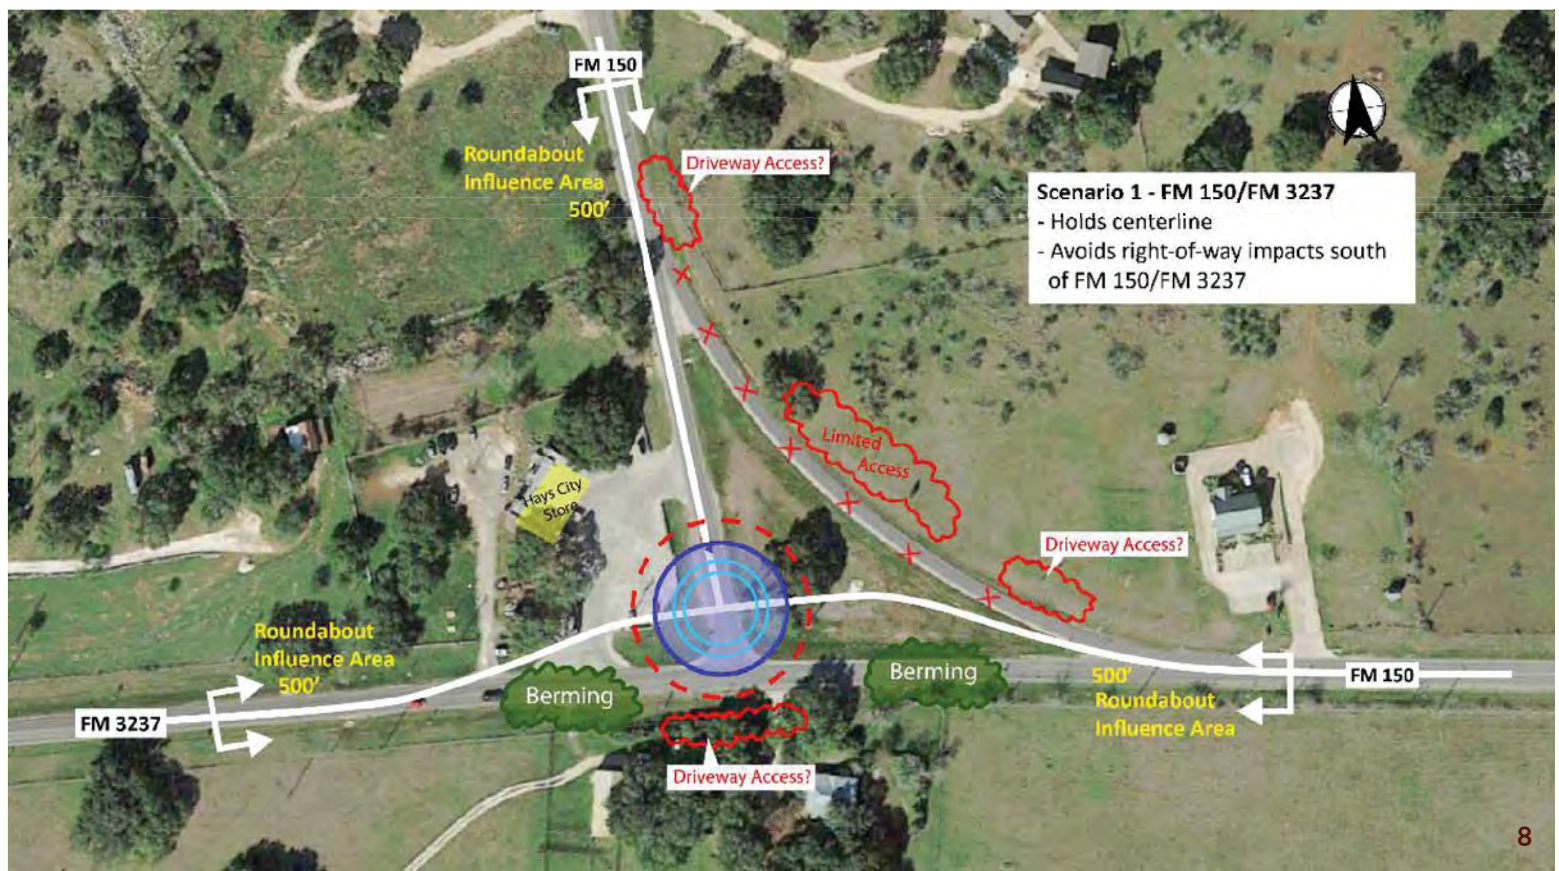 FM 150
Roundabout
Influence Area
500'
Driveway Access?
Scenario 1 - FM 150/FM 3237
- Holds centerline
- Avoids right-of-way impacts south
of FM 150/FM 3237
Limited
Access
Hays City
Store
Driveway Access?
Roundabout
Influence Area
500'
Berming
Berming
500'
Roundabout
Influence Area
FM 150
FM 3237
Driveway Access?
8